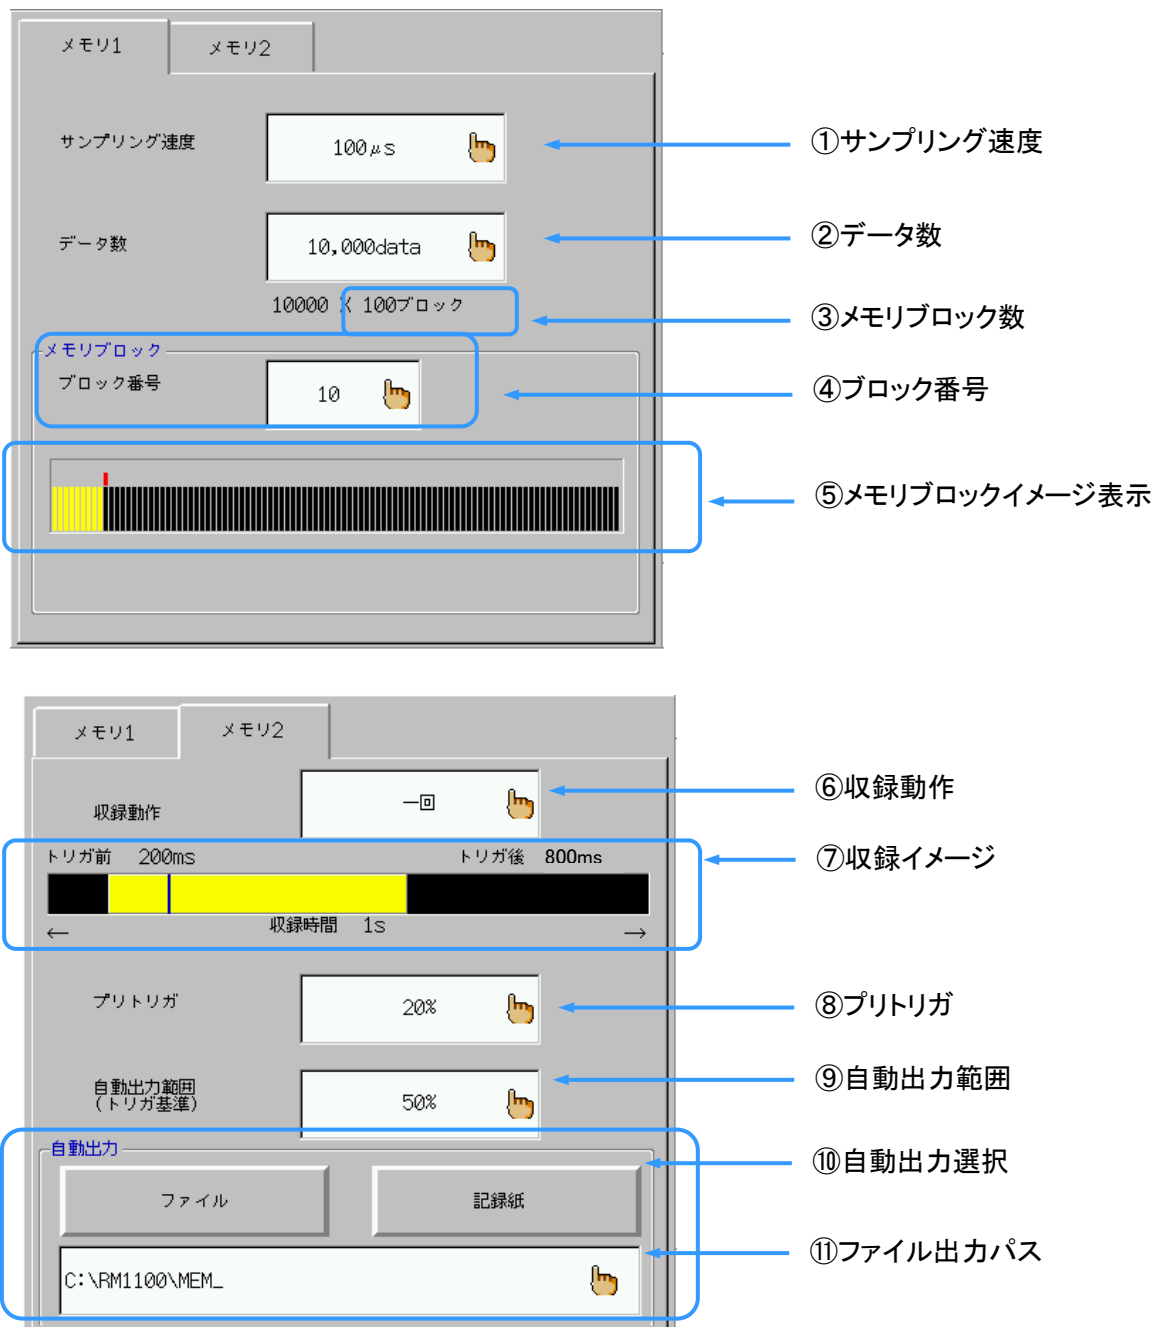 メモリ1 メモリ2
サンプリング速度 100μs ①サンプリング速度
データ数 10,000data ②データ数
10000 X 100ブロック ③メモリブロック数
メモリブロック
ブロック番号 10 ④ブロック番号
⑤メモリブロックイメージ表示
メモリ1 メモリ2
収録動作 一回 ⑥収録動作
トリガ前 200ms トリガ後 800ms ⑦収録イメージ
← 収録時間 1s →
プリトリガ 20% ⑧プリトリガ
自動出力範囲
(トリガ基準) 50% ⑨自動出力範囲
自動出力
ファイル 記録紙 ⑩自動出力選択
C:\RM1100\MEM_ ⑪ファイル出力パス